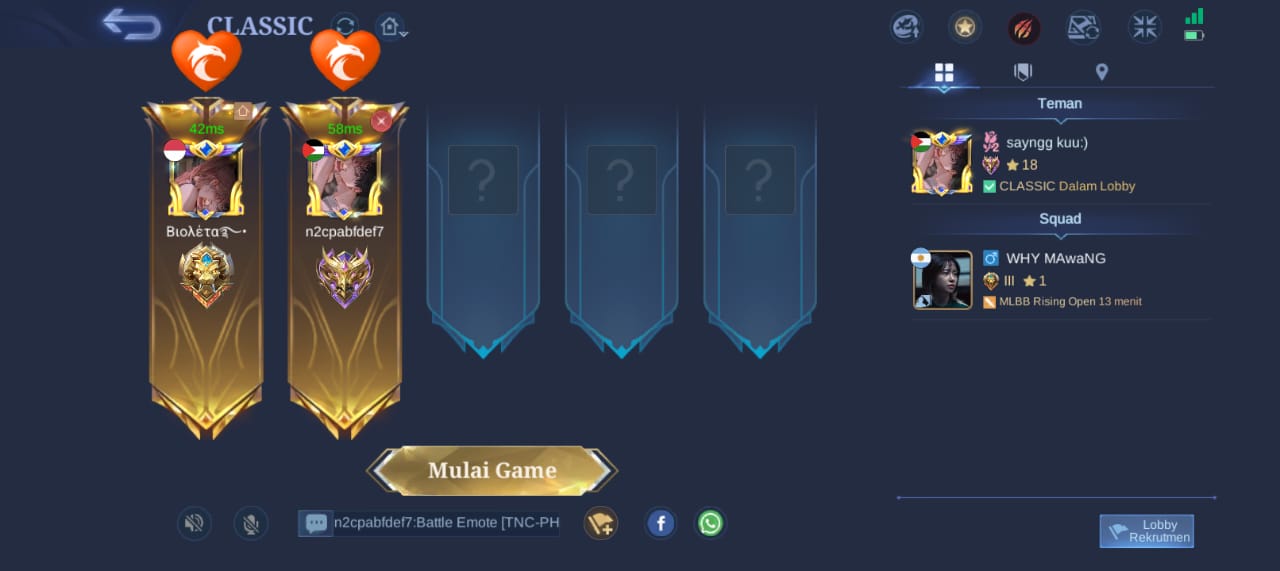 CLASSIC
42ms
58ms
n2cpabfdef7
Mulai Game
n2cpabfdef7:Battle Emote [TNC-PH
Teman
sayngg kuu:)
18
CLASSIC Dalam Lobby
Squad
WHY MAwaNG
III 1
MLBB Rising Open 13 menit
Lobby
Rekrutmen